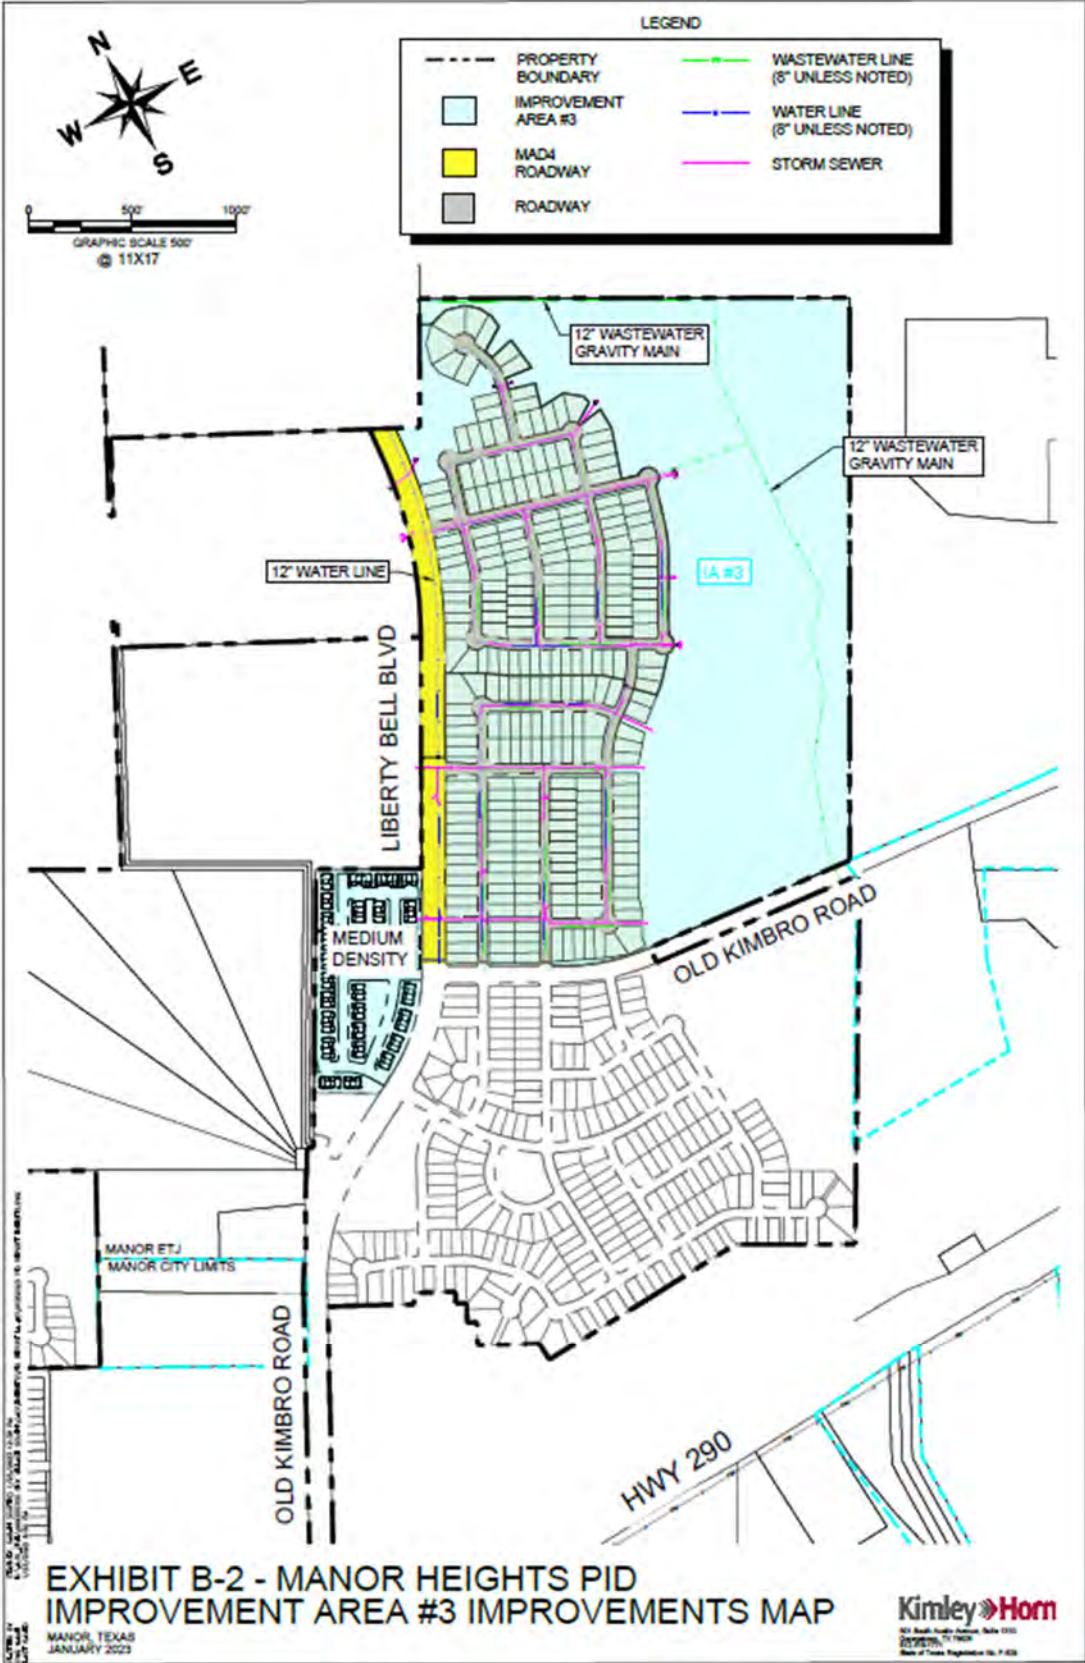 LEGEND
PROPERTY
BOUNDARY
IMPROVEMENT
AREA #3
MAD4
ROADWAY
ROADWAY
WASTEWATER LINE
(8" UNLESS NOTED)
WATER LINE
(8" UNLESS NOTED)
STORM SEWER
N
E
W
S
0 500' 1000'
GRAPHIC SCALE 500'
@ 11X17
12" WASTEWATER
GRAVITY MAIN
12" WASTEWATER
GRAVITY MAIN
12" WATER LINE
IA #3
LIBERTY BELL BLVD
MEDIUM
DENSITY
OLD KIMBRO ROAD
MANOR ETJ
MANOR CITY LIMITS
OLD KIMBRO ROAD
HWY 290
EXHIBIT B-2 - MANOR HEIGHTS PID
IMPROVEMENT AREA #3 IMPROVEMENTS MAP
MANOR, TEXAS
JANUARY 2023
Kimley»Horn